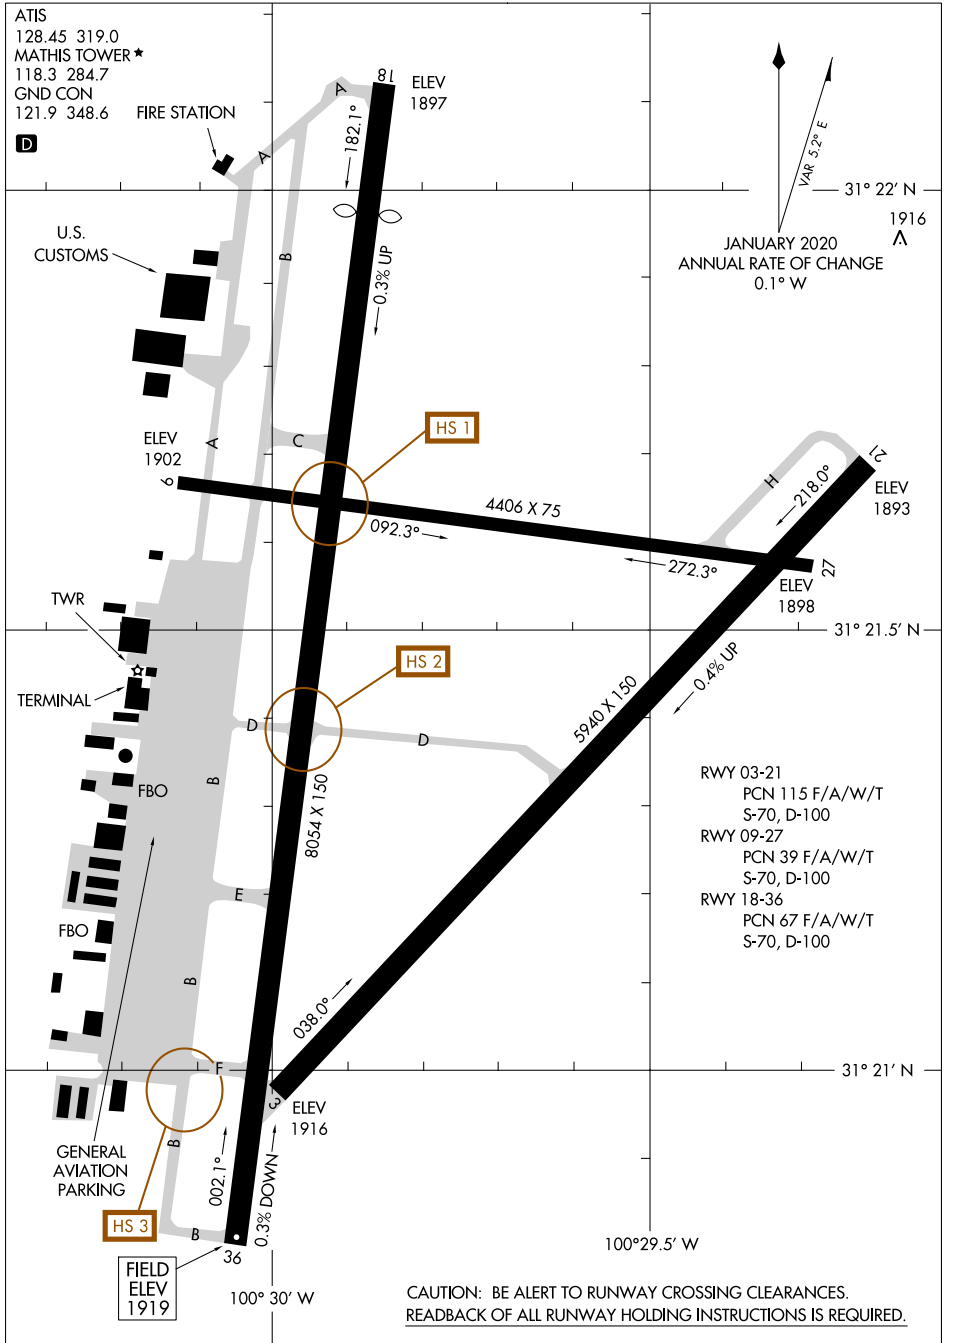 ATIS
128.45 319.0
MATHIS TOWER ★
118.3 284.7
GND CON
121.9 348.6
D
FIRE STATION
A
18
ELEV
1897
182.1°
VAR 5.2° E
31° 22' N
1916
JANUARY 2020
ANNUAL RATE OF CHANGE
0.1° W
A
U.S.
CUSTOMS
B
0.3% UP
HS 1
ELEV
1902
A
C
9
4406 X 75
092.3°
272.3°
H
218.0°
21
ELEV
1893
27
ELEV
1898
TWR
31° 21.5' N
HS 2
TERMINAL
0.4% UP
5940 X 150
D
D
B
FBO
8054 X 150
RWY 03-21
PCN 115 F/A/W/T
S-70, D-100
RWY 09-27
PCN 39 F/A/W/T
S-70, D-100
RWY 18-36
PCN 67 F/A/W/T
S-70, D-100
E
FBO
B
038.0°
F
31° 21' N
3
ELEV
1916
GENERAL
AVIATION
PARKING
B
002.1°
0.3% DOWN
HS 3
B
36
FIELD
ELEV
1919
100° 30' W
100°29.5' W
CAUTION: BE ALERT TO RUNWAY CROSSING CLEARANCES.
READBACK OF ALL RUNWAY HOLDING INSTRUCTIONS IS REQUIRED.